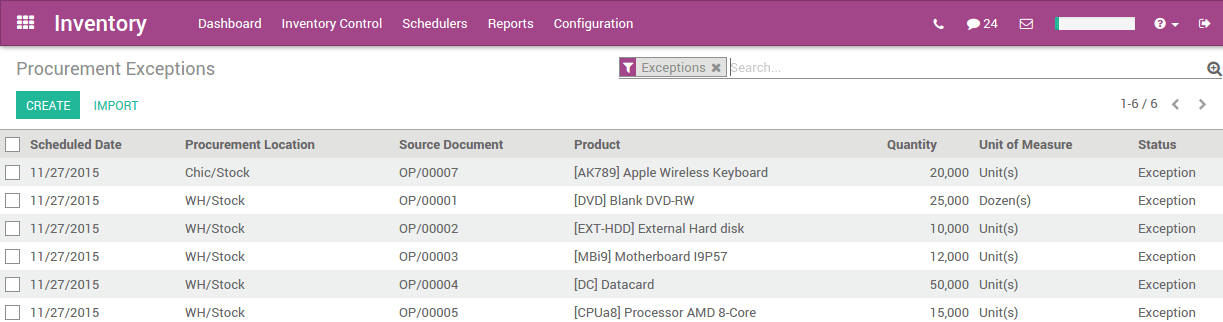 Inventory Dashboard Inventory Control Schedulers Reports Configuration 24
Procurement Exceptions Exceptions Search...
CREATE IMPORT 1-6 / 6
Scheduled Date Procurement Location Source Document Product Quantity Unit of Measure Status
11/27/2015 Chic/Stock OP/00007 [AK789] Apple Wireless Keyboard 20,000 Unit(s) Exception
11/27/2015 WH/Stock OP/00001 [DVD] Blank DVD-RW 25,000 Dozen(s) Exception
11/27/2015 WH/Stock OP/00002 [EXT-HDD] External Hard disk 10,000 Unit(s) Exception
11/27/2015 WH/Stock OP/00003 [MBi9] Motherboard I9P57 12,000 Unit(s) Exception
11/27/2015 WH/Stock OP/00004 [DC] Datacard 50,000 Unit(s) Exception
11/27/2015 WH/Stock OP/00005 [CPUa8] Processor AMD 8-Core 15,000 Unit(s) Exception